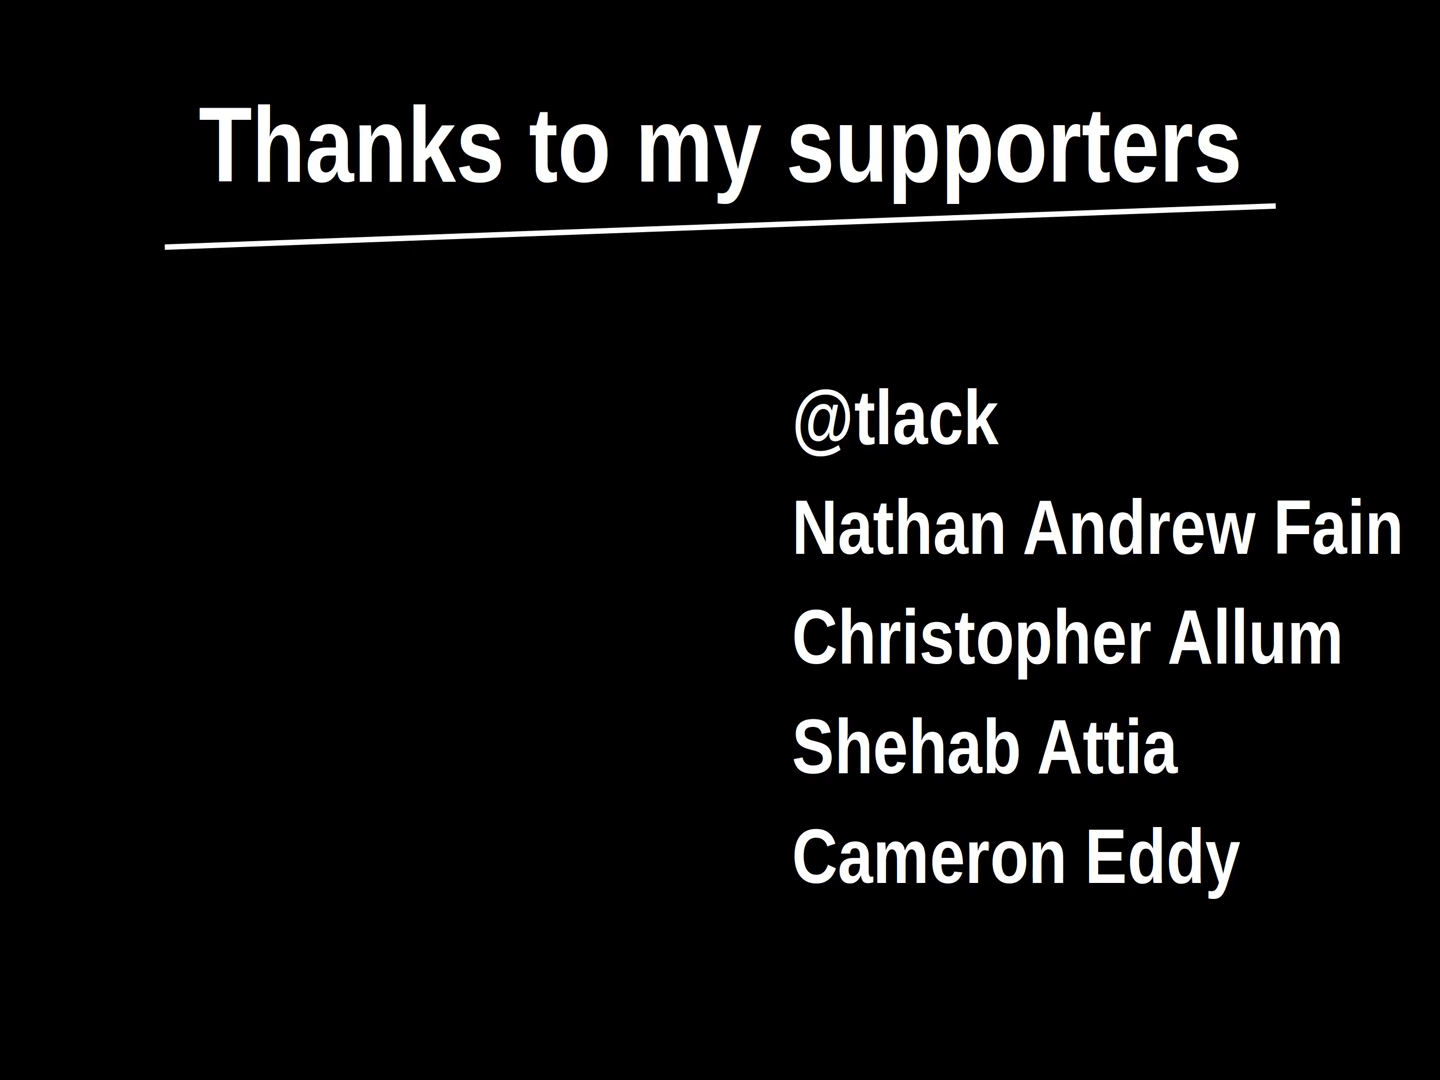 Thanks to my supporters
@tlack
Nathan Andrew Fain
Christopher Allum
Shehab Attia
Cameron Eddy